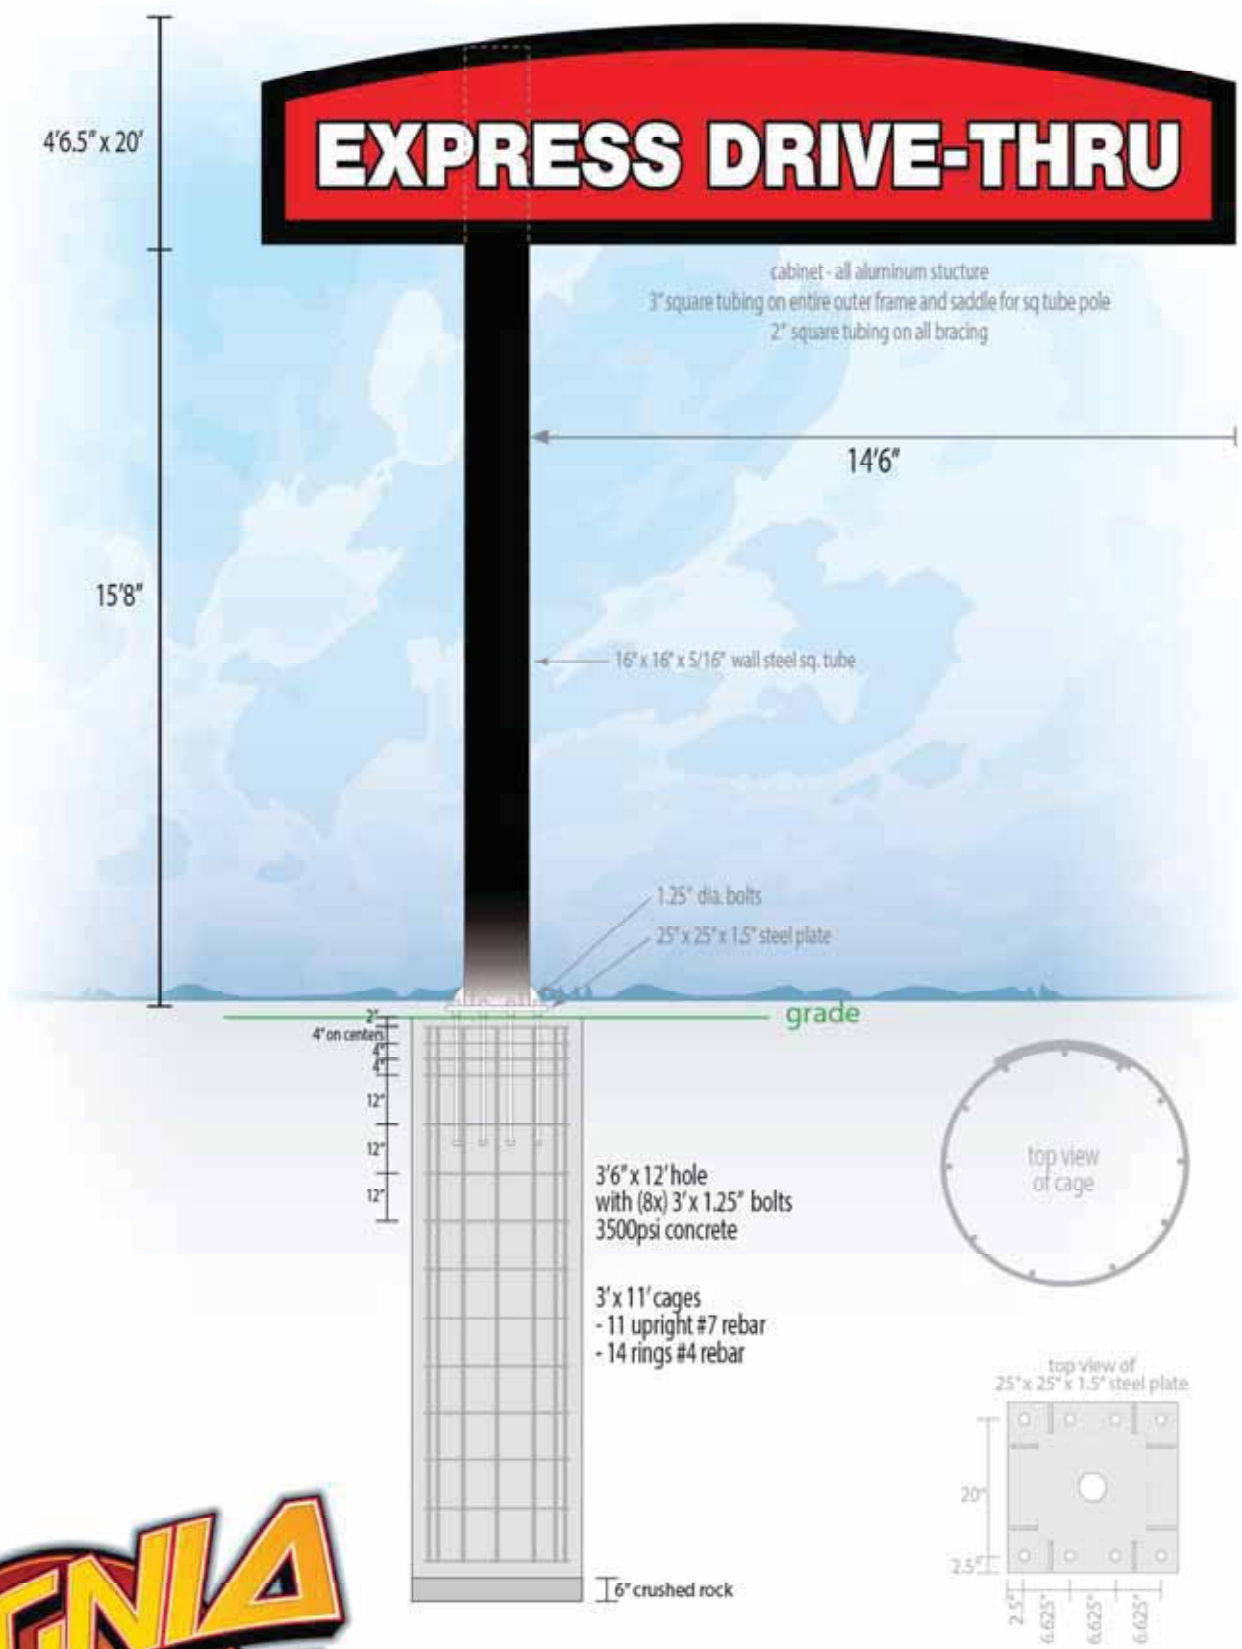 4'6.5" x 20'
EXPRESS DRIVE-THRU
cabinet - all aluminum stucture
3" square tubing on entire outer frame and saddle for sq tube pole
2" square tubing on all bracing
14'6"
15'8"
16" x 16" x 5/16" wall steel sq. tube
1.25" dia. bolts
25" x 25" x 1.5" steel plate
grade
2"
4" on centers
4"
4"
12"
12"
12"
3'6" x 12' hole
with (8x) 3' x 1.25" bolts
3500psi concrete
3' x 11' cages
- 11 upright #7 rebar
- 14 rings #4 rebar
6" crushed rock
top view
of cage
top view of
25" x 25" x 1.5" steel plate
20"
2.5"
2.5"
6.625"
6.625"
6.625"